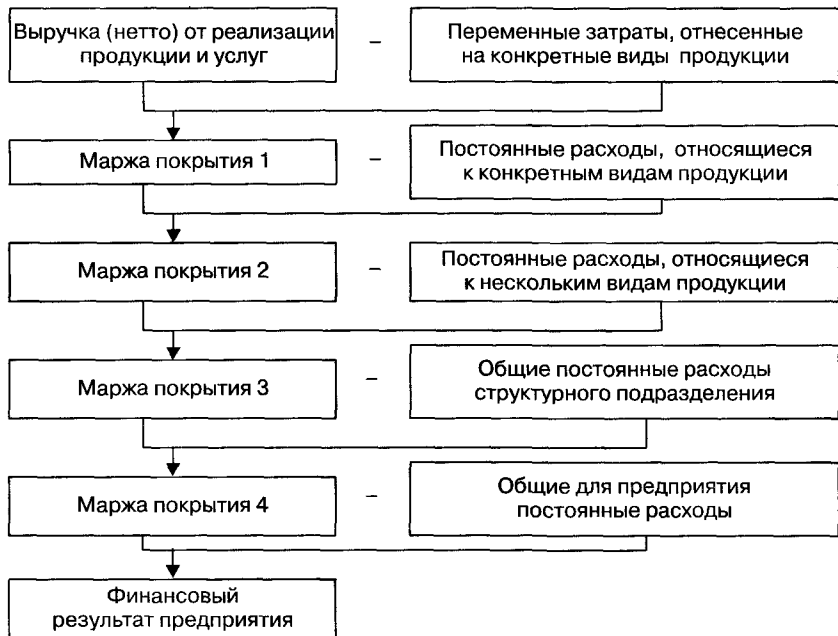 Выручка (нетто) от реализации
продукции и услуг
–
Переменные затраты, отнесенные
на конкретные виды продукции
Маржа покрытия 1
–
Постоянные расходы, относящиеся
к конкретным видам продукции
Маржа покрытия 2
–
Постоянные расходы, относящиеся
к нескольким видам продукции
Маржа покрытия 3
–
Общие постоянные расходы
структурного подразделения
Маржа покрытия 4
–
Общие для предприятия
постоянные расходы
Финансовый
результат предприятия